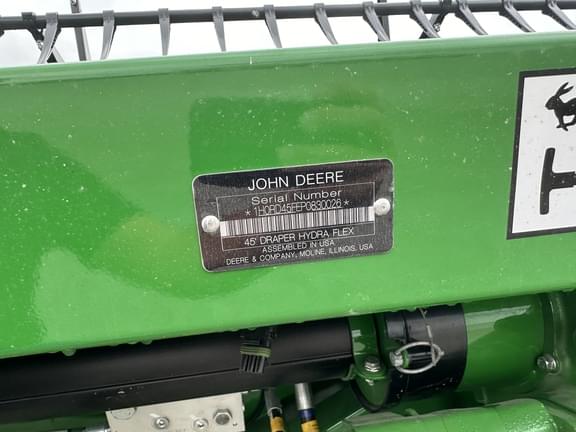 JOHN DEERE
Serial Number
*1H0RD45FEP0830026*
45' DRAPER HYDRA FLEX
ASSEMBLED IN USA
DEERE & COMPANY, MOLINE, ILLINOIS, USA